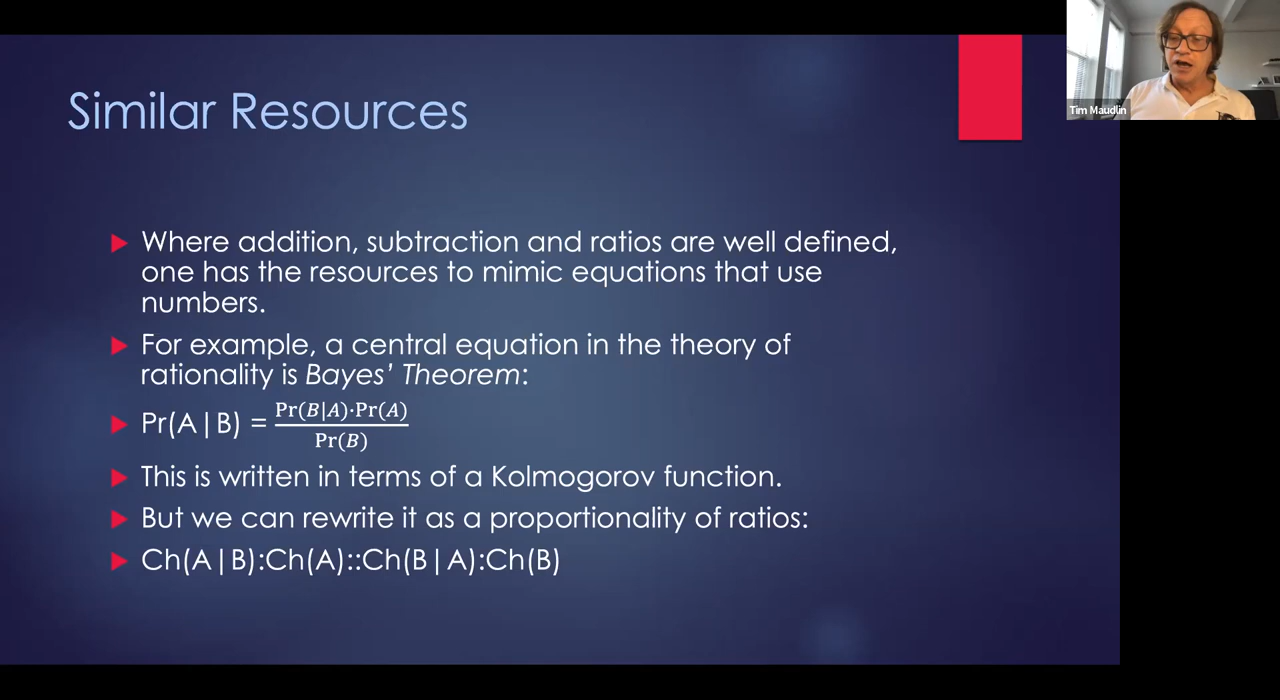 Tim Maudlin
Similar Resources
Where addition, subtraction and ratios are well defined,
one has the resources to mimic equations that use
numbers.
For example, a central equation in the theory of
rationality is Bayes’ Theorem:
Pr(A|B) = Pr(B|A)·Pr(A) / Pr(B)
This is written in terms of a Kolmogorov function.
But we can rewrite it as a proportionality of ratios:
Ch(A|B):Ch(A)::Ch(B|A):Ch(B)